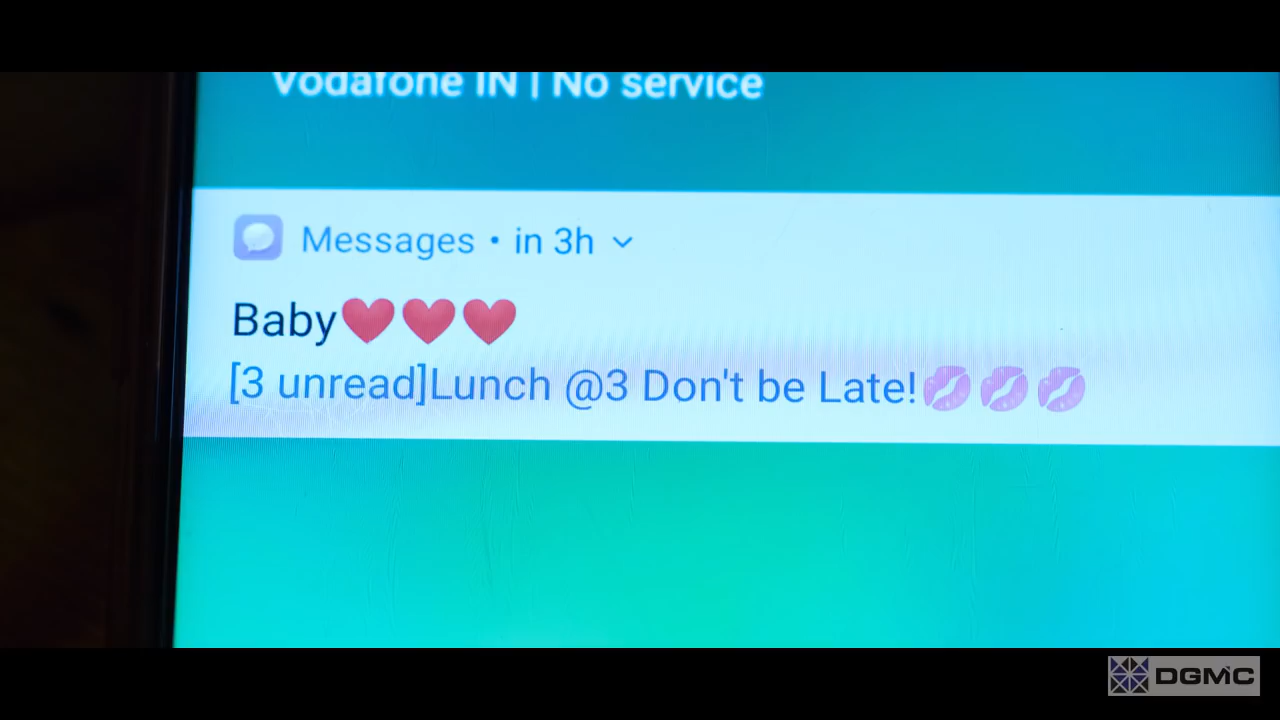 Vodafone IN | No service
Messages • in 3h
Baby❤️❤️❤️
[3 unread]Lunch @3 Don't be Late!💋💋💋
DGMC